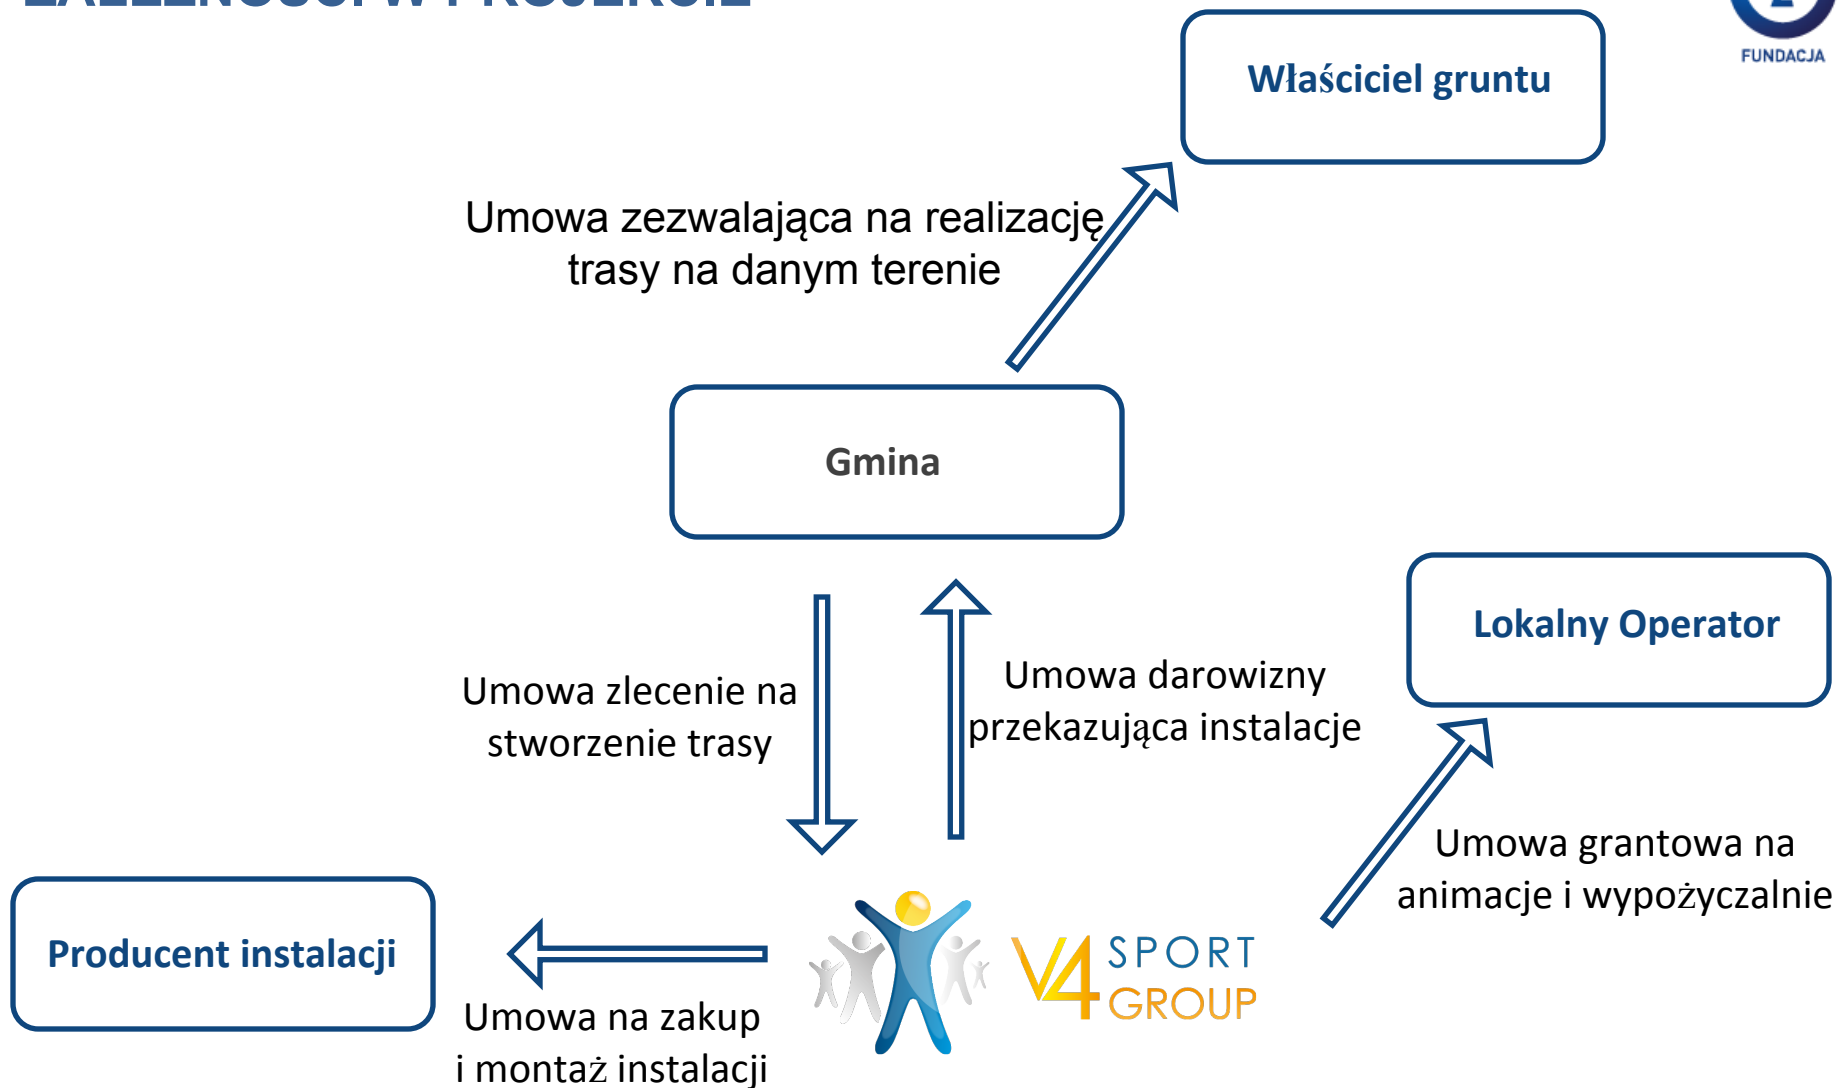 ZALEŻNOŚCI W PROJEKCIE
FUNDACJA
Właściciel gruntu
Umowa zezwalająca na realizację
trasy na danym terenie
Gmina
Lokalny Operator
Umowa zlecenie na
stworzenie trasy
Umowa darowizny
przekazująca instalacje
Umowa grantowa na
animacje i wypożyczalnie
Producent instalacji
V4 SPORT
GROUP
Umowa na zakup
i montaż instalacji